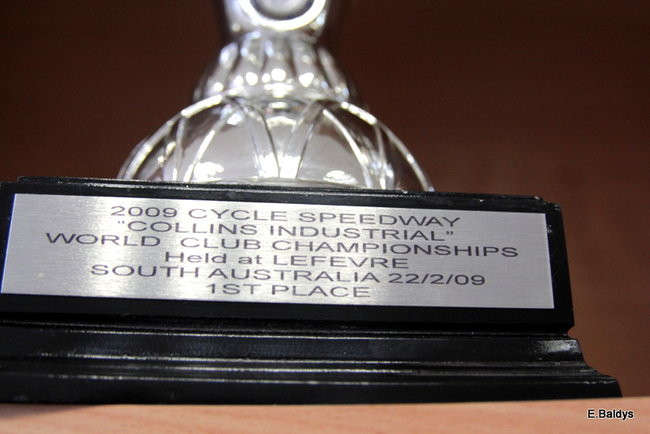 2009 CYCLE SPEEDWAY
"COLLINS INDUSTRIAL"
WORLD CLUB CHAMPIONSHIPS
Held at LEFEVRE
SOUTH AUSTRALIA 22/2/09
1ST PLACE
E.Baldys